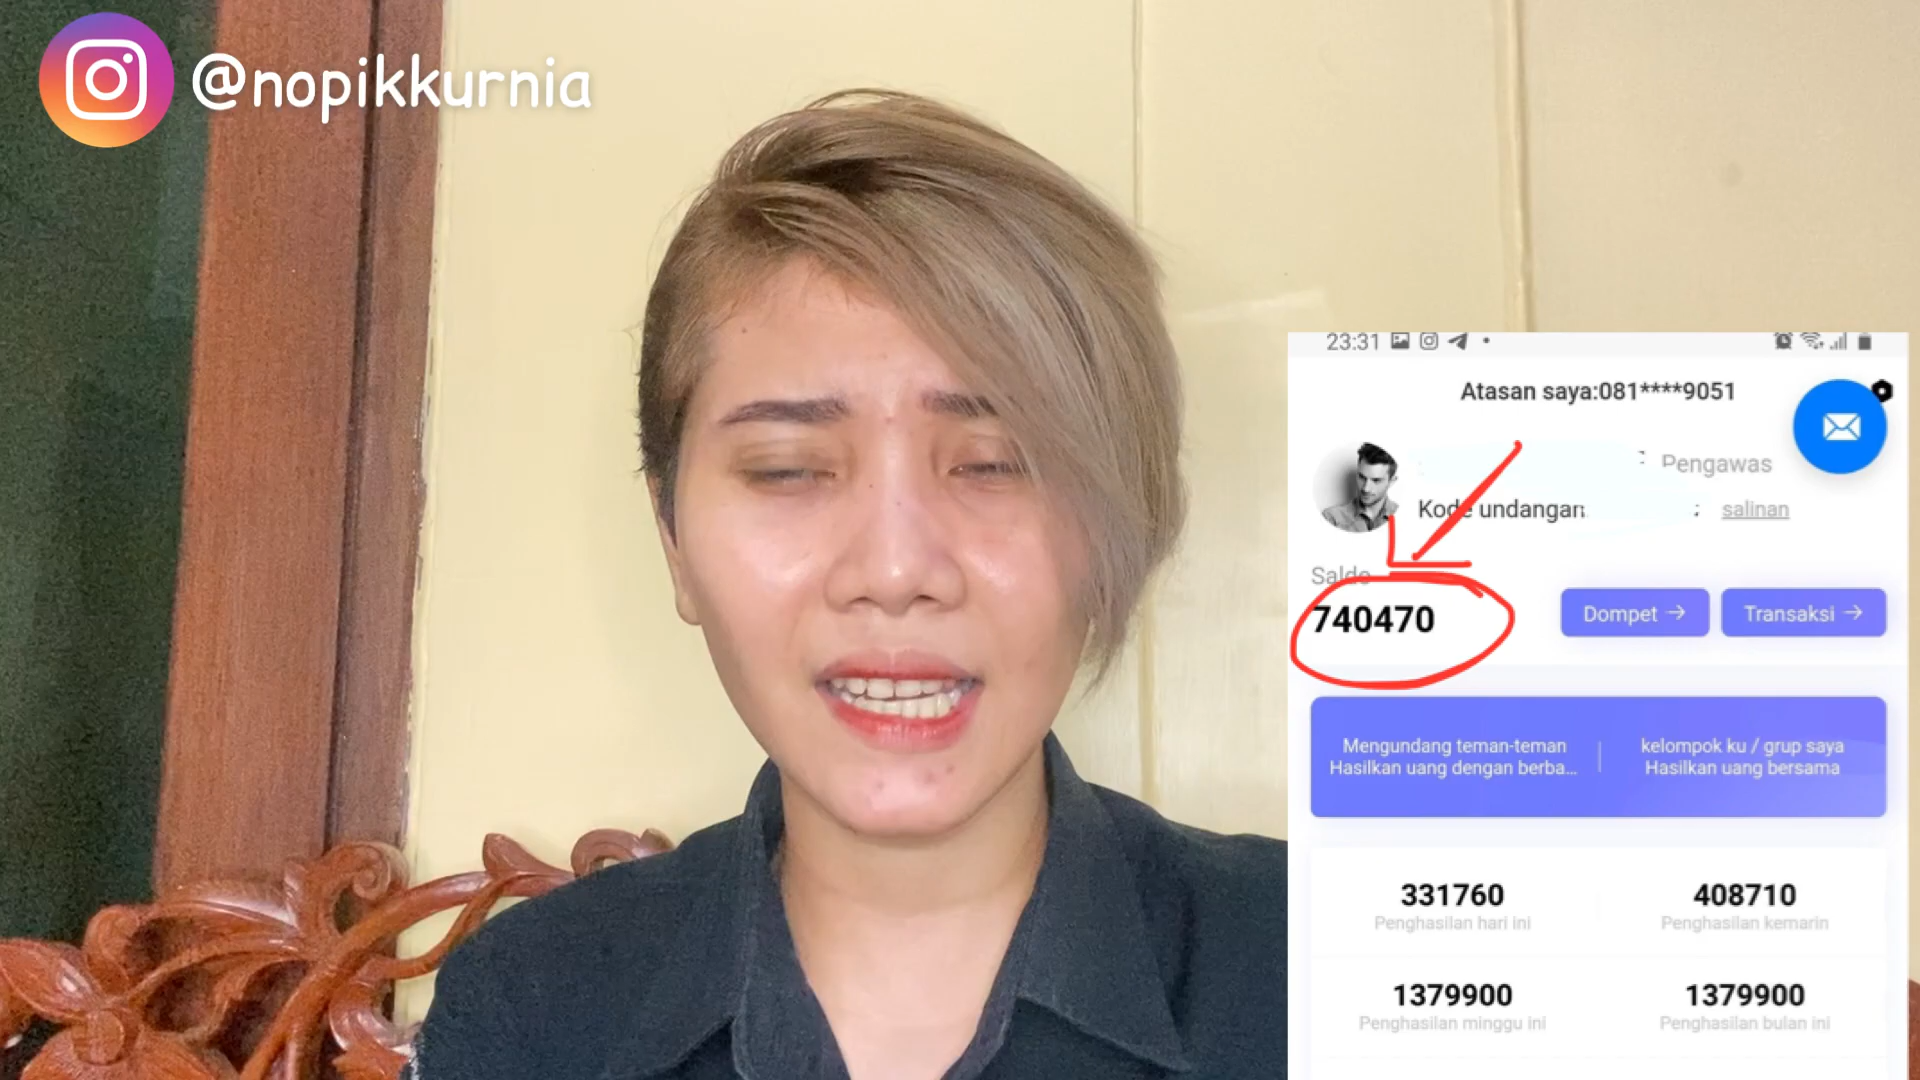 @nopikkurnia
23:31
Atasan saya:081****9051
Pengawas
Kode undangan
salinan
Saldo
740470
Dompet →
Transaksi →
Mengundang teman-teman
Hasilkan uang dengan berba...
kelompok ku / grup saya
Hasilkan uang bersama
331760
Penghasilan hari ini
408710
Penghasilan kemarin
1379900
Penghasilan minggu ini
1379900
Penghasilan bulan ini